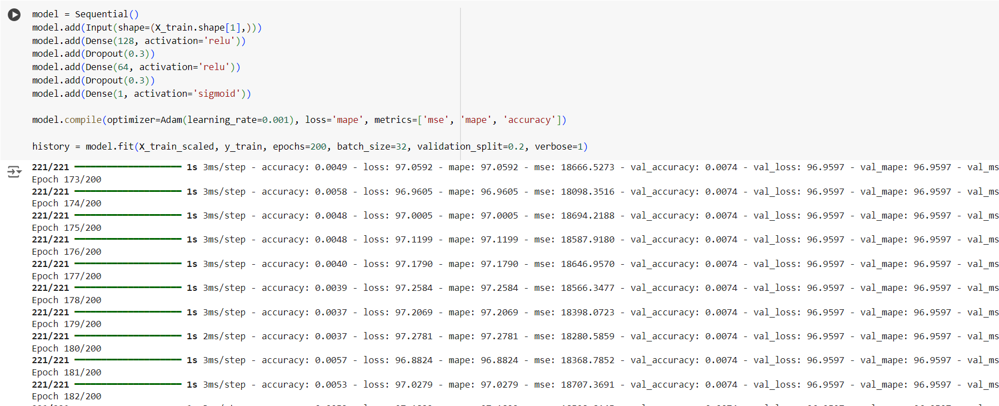 model = Sequential()
model.add(Input(shape=(X_train.shape[1],)))
model.add(Dense(128, activation='relu'))
model.add(Dropout(0.3))
model.add(Dense(64, activation='relu'))
model.add(Dropout(0.3))
model.add(Dense(1, activation='sigmoid'))
model.compile(optimizer=Adam(learning_rate=0.001), loss='mape', metrics=['mse', 'mape', 'accuracy'])
history = model.fit(X_train_scaled, y_train, epochs=200, batch_size=32, validation_split=0.2, verbose=1)
221/221 ━━━━━━━━━━━━━━━━━━━━ 1s 3ms/step - accuracy: 0.0049 - loss: 97.0592 - mape: 97.0592 - mse: 18666.5273 - val_accuracy: 0.0074 - val_loss: 96.9597 - val_mape: 96.9597 - val_ms
Epoch 173/200
221/221 ━━━━━━━━━━━━━━━━━━━━ 1s 3ms/step - accuracy: 0.0058 - loss: 96.9605 - mape: 96.9605 - mse: 18098.3516 - val_accuracy: 0.0074 - val_loss: 96.9597 - val_mape: 96.9597 - val_ms
Epoch 174/200
221/221 ━━━━━━━━━━━━━━━━━━━━ 1s 3ms/step - accuracy: 0.0048 - loss: 97.0005 - mape: 97.0005 - mse: 18694.2188 - val_accuracy: 0.0074 - val_loss: 96.9597 - val_mape: 96.9597 - val_ms
Epoch 175/200
221/221 ━━━━━━━━━━━━━━━━━━━━ 1s 3ms/step - accuracy: 0.0048 - loss: 97.1199 - mape: 97.1199 - mse: 18587.9180 - val_accuracy: 0.0074 - val_loss: 96.9597 - val_mape: 96.9597 - val_ms
Epoch 176/200
221/221 ━━━━━━━━━━━━━━━━━━━━ 1s 3ms/step - accuracy: 0.0040 - loss: 97.1790 - mape: 97.1790 - mse: 18646.9570 - val_accuracy: 0.0074 - val_loss: 96.9597 - val_mape: 96.9597 - val_ms
Epoch 177/200
221/221 ━━━━━━━━━━━━━━━━━━━━ 1s 3ms/step - accuracy: 0.0039 - loss: 97.2584 - mape: 97.2584 - mse: 18566.3477 - val_accuracy: 0.0074 - val_loss: 96.9597 - val_mape: 96.9597 - val_ms
Epoch 178/200
221/221 ━━━━━━━━━━━━━━━━━━━━ 1s 3ms/step - accuracy: 0.0037 - loss: 97.2069 - mape: 97.2069 - mse: 18398.0723 - val_accuracy: 0.0074 - val_loss: 96.9597 - val_mape: 96.9597 - val_ms
Epoch 179/200
221/221 ━━━━━━━━━━━━━━━━━━━━ 1s 2ms/step - accuracy: 0.0037 - loss: 97.2781 - mape: 97.2781 - mse: 18280.5859 - val_accuracy: 0.0074 - val_loss: 96.9597 - val_mape: 96.9597 - val_ms
Epoch 180/200
221/221 ━━━━━━━━━━━━━━━━━━━━ 1s 3ms/step - accuracy: 0.0057 - loss: 96.8824 - mape: 96.8824 - mse: 18368.7852 - val_accuracy: 0.0074 - val_loss: 96.9597 - val_mape: 96.9597 - val_ms
Epoch 181/200
221/221 ━━━━━━━━━━━━━━━━━━━━ 1s 3ms/step - accuracy: 0.0053 - loss: 97.0279 - mape: 97.0279 - mse: 18707.3691 - val_accuracy: 0.0074 - val_loss: 96.9597 - val_mape: 96.9597 - val_ms
Epoch 182/200